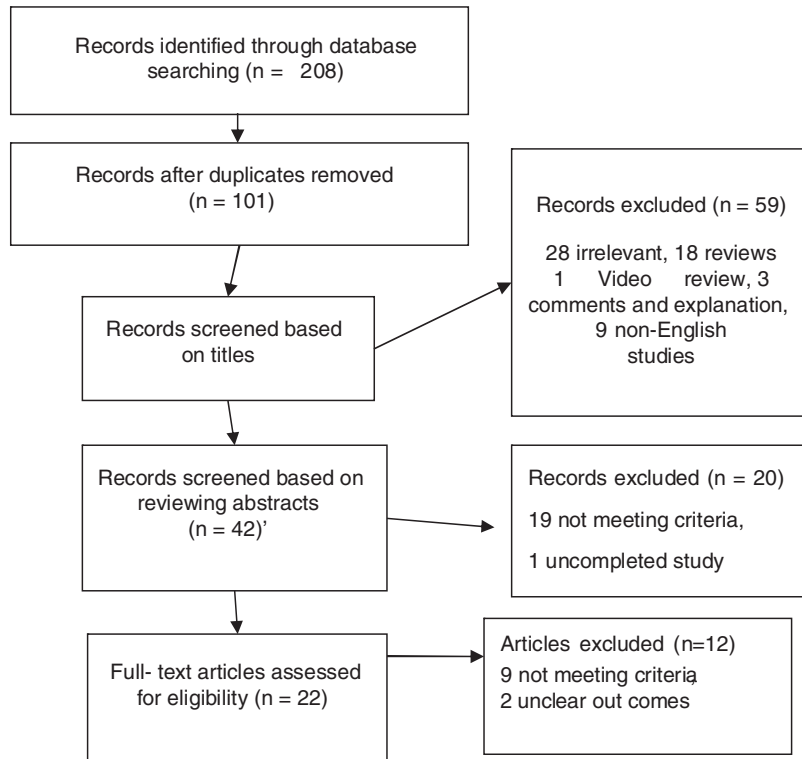 Records identified through database
searching (n = 208)
Records after duplicates removed
(n = 101)
Records excluded (n = 59)
28 irrelevant, 18 reviews
1 Video review, 3
comments and explanation,
9 non-English
studies
Records screened based
on titles
Records screened based on
reviewing abstracts
(n = 42)'
Records excluded (n = 20)
19 not meeting criteria,
1 uncompleted study
Full- text articles assessed
for eligibility (n = 22)
Articles excluded (n=12)
9 not meeting criteria,
2 unclear out comes